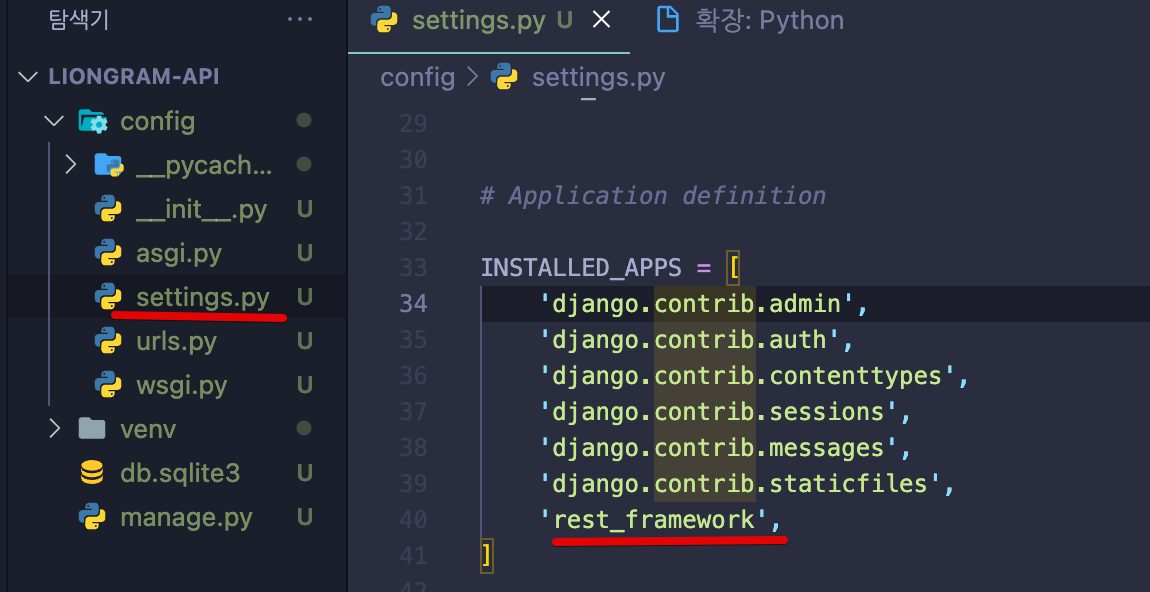 탐색기 ···
LIONGRAM-API
config
__pycach...
__init__.py U
asgi.py U
settings.py U
urls.py U
wsgi.py U
venv
db.sqlite3 U
manage.py U
settings.py U 확장: Python
config > settings.py
29
30
31 # Application definition
32
33 INSTALLED_APPS = [
34 'django.contrib.admin',
35 'django.contrib.auth',
36 'django.contrib.contenttypes',
37 'django.contrib.sessions',
38 'django.contrib.messages',
39 'django.contrib.staticfiles',
40 'rest_framework',
41 ]
42